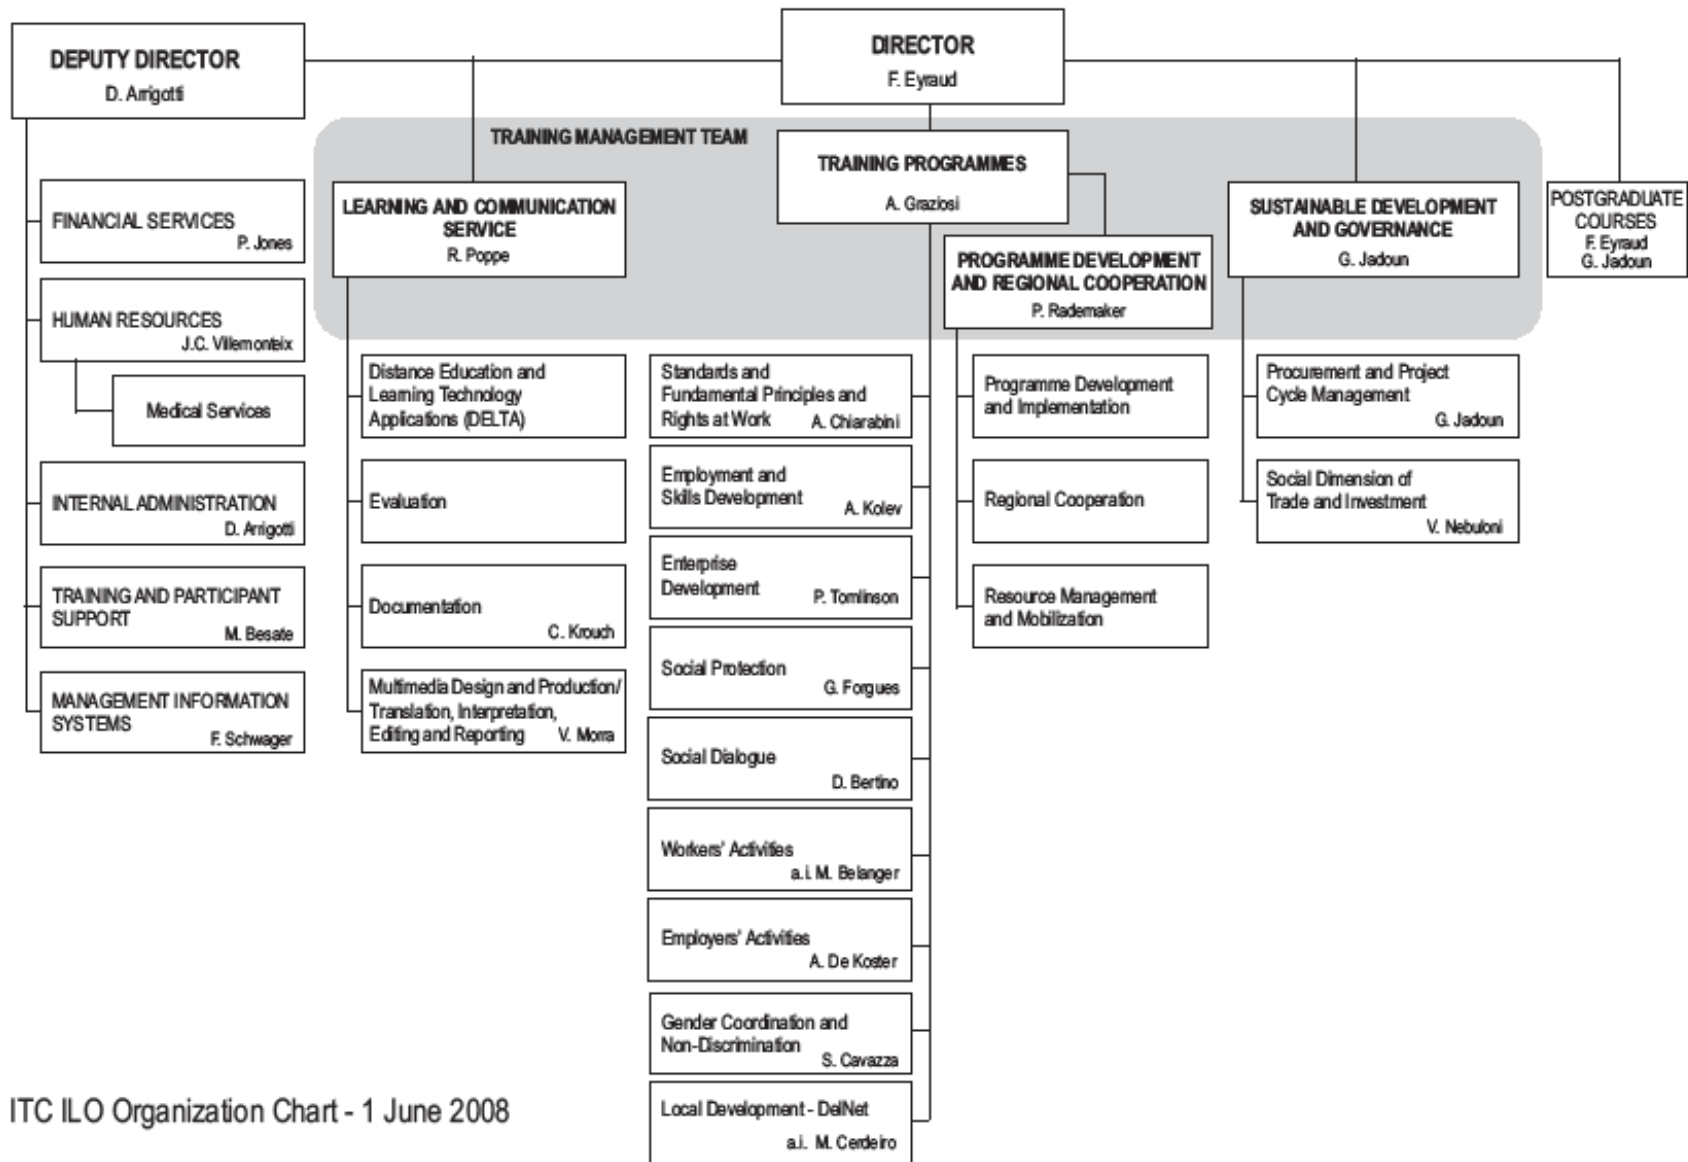 DEPUTY DIRECTOR
D. Arrigotti
DIRECTOR
F. Eyraud
TRAINING MANAGEMENT TEAM
TRAINING PROGRAMMES
A. Graziosi
FINANCIAL SERVICES
P. Jones
HUMAN RESOURCES
J.C. Villemonteix
Medical Services
INTERNAL ADMINISTRATION
D. Arrigotti
TRAINING AND PARTICIPANT
SUPPORT
M. Besate
MANAGEMENT INFORMATION
SYSTEMS
F. Schwager
LEARNING AND COMMUNICATION
SERVICE
R. Poppe
Distance Education and
Learning Technology
Applications (DELTA)
Evaluation
Documentation
C. Krouch
Multimedia Design and Production/
Translation, Interpretation,
Editing and Reporting V. Morra
Standards and
Fundamental Principles and
Rights at Work A. Chiarabini
Employment and
Skills Development
A. Kolev
Enterprise
Development
P. Tomlinson
Social Protection
G. Forgues
Social Dialogue
D. Bertino
Workers' Activities
a.i. M. Belanger
Employers' Activities
A. De Koster
Gender Coordination and
Non-Discrimination
S. Cavazza
Local Development - DelNet
a.i. M. Cerdeiro
PROGRAMME DEVELOPMENT
AND REGIONAL COOPERATION
P. Rademaker
Programme Development
and Implementation
Regional Cooperation
Resource Management
and Mobilization
SUSTAINABLE DEVELOPMENT
AND GOVERNANCE
G. Jadoun
Procurement and Project
Cycle Management
G. Jadoun
Social Dimension of
Trade and Investment
V. Nebuloni
POSTGRADUATE
COURSES
F. Eyraud
G. Jadoun
ITC ILO Organization Chart - 1 June 2008